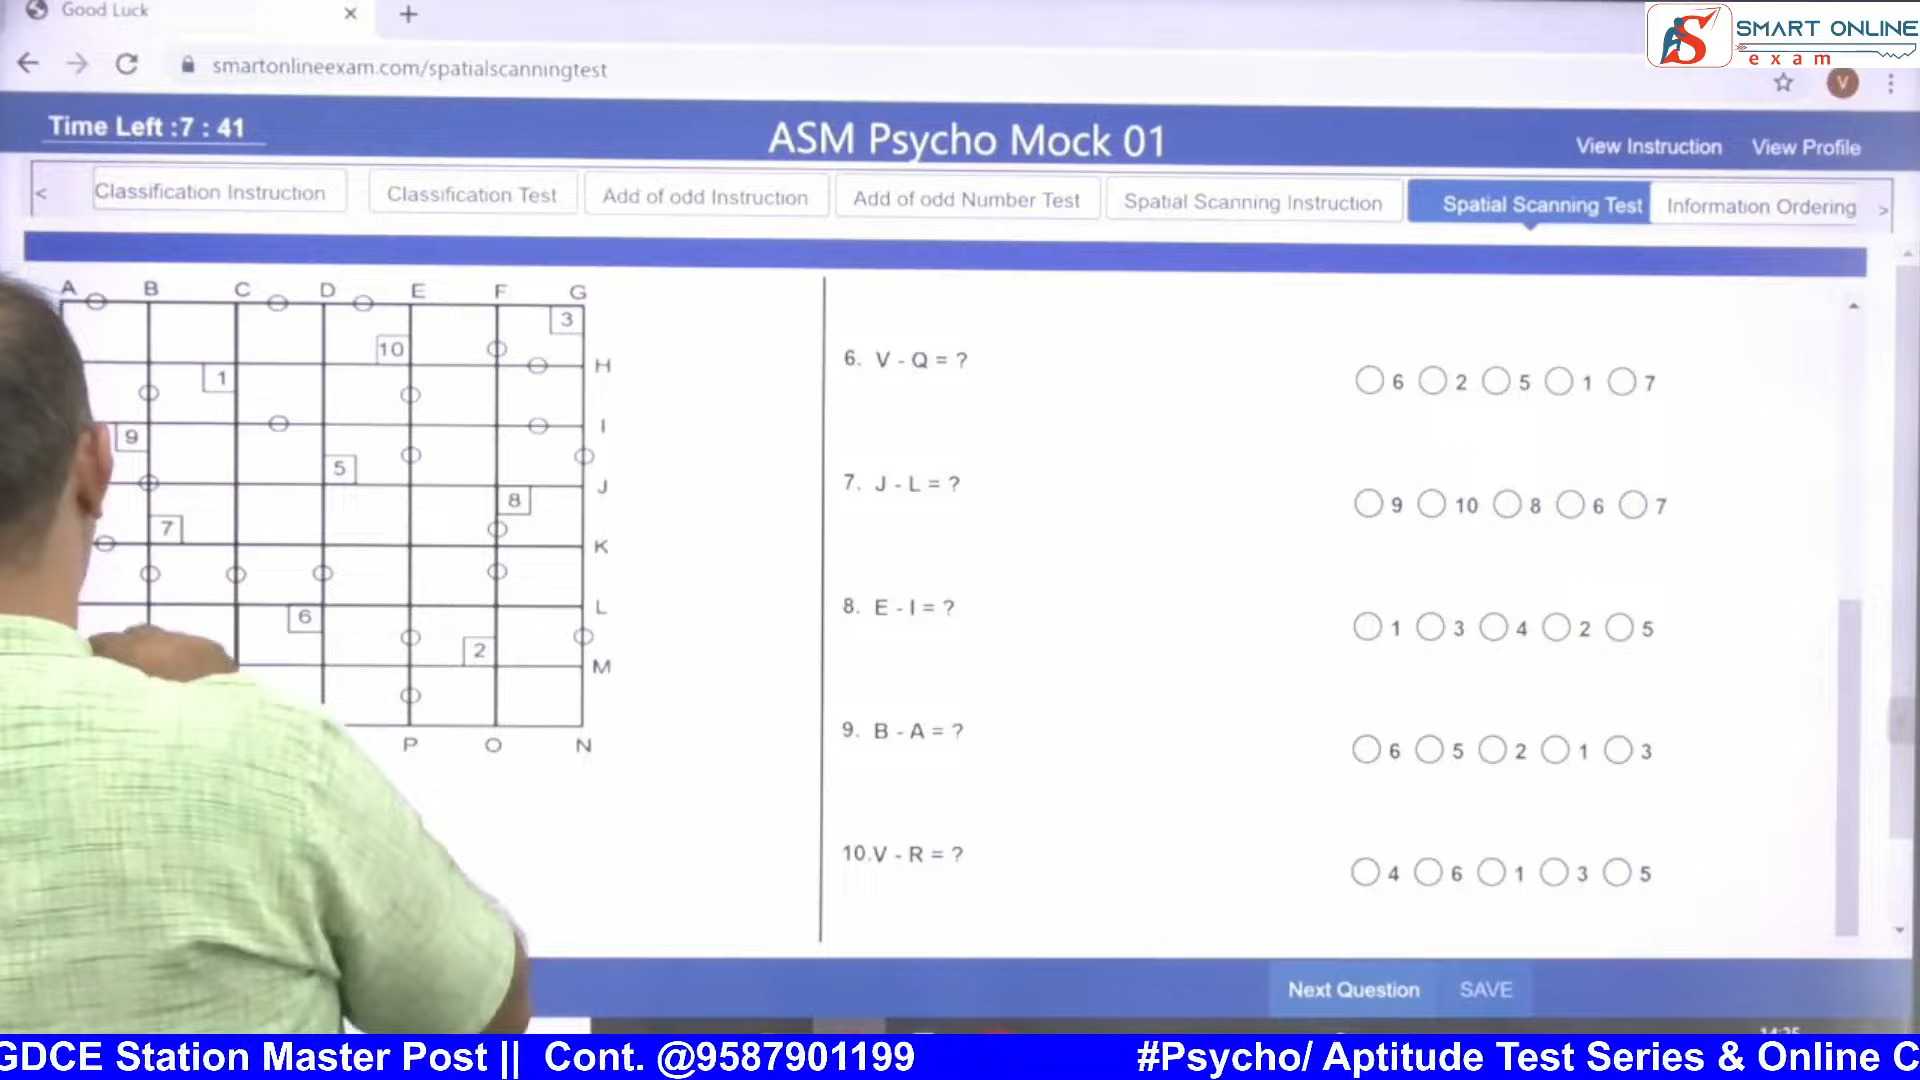 Good Luck
SMART ONLINE
exam
smartonlineexam.com/spatialscanningtest
V
Time Left :7 : 41
ASM Psycho Mock 01
View Instruction
View Profile
<
Classification Instruction
Classification Test
Add of odd Instruction
Add of odd Number Test
Spatial Scanning Instruction
Spatial Scanning Test
Information Ordering
>
A B C D E F G
3
10
H
1
I
9
5
J
8
7
K
L
6
2
M
P O N
6. V - Q = ?
6 2 5 1 7
7. J - L = ?
9 10 8 6 7
8. E - I = ?
1 3 4 2 5
9. B - A = ?
6 5 2 1 3
10.V - R = ?
4 6 1 3 5
Next Question
SAVE
GDCE Station Master Post || Cont. @9587901199
#Psycho/ Aptitude Test Series & Online C